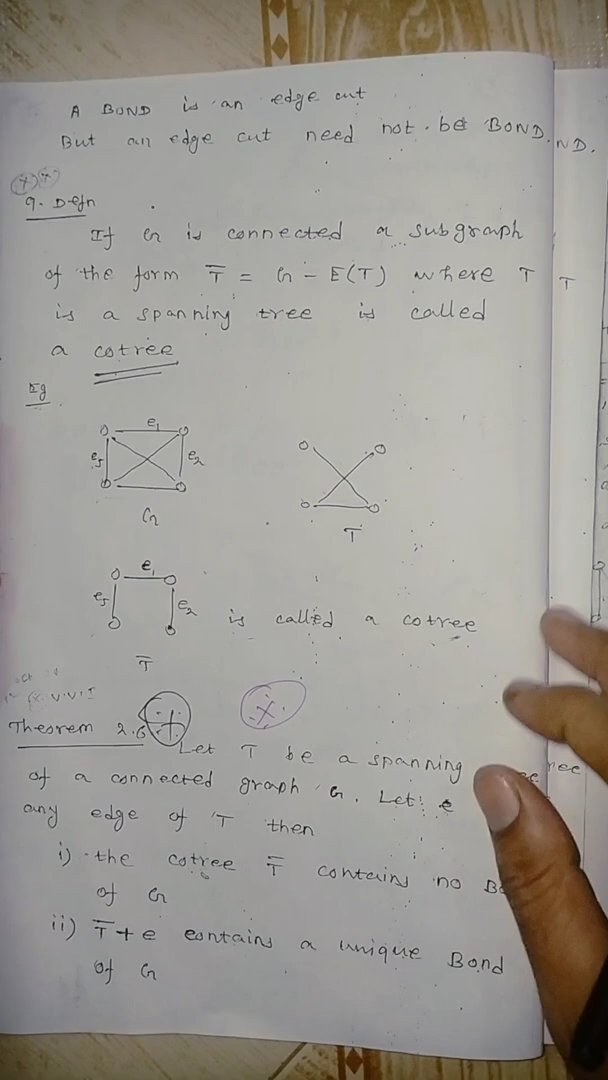 A BOND is an edge cut
But an edge cut need not be BOND.
ND.
9. Defn
If G is connected a subgraph
of the form T̅ = G - E(T) where T
T
is a spanning tree is called
a cotree
Eg
e1
e5 e2
G
T
e1
e5 e2
is called a cotree
T̅
V.V.I
Theorem 2.6
Let T be a spanning
ree
of a connected graph G. Let e
any edge of T then
i) the cotree T̅ contains no
of G
ii) T̅+e contains a unique Bond
of G